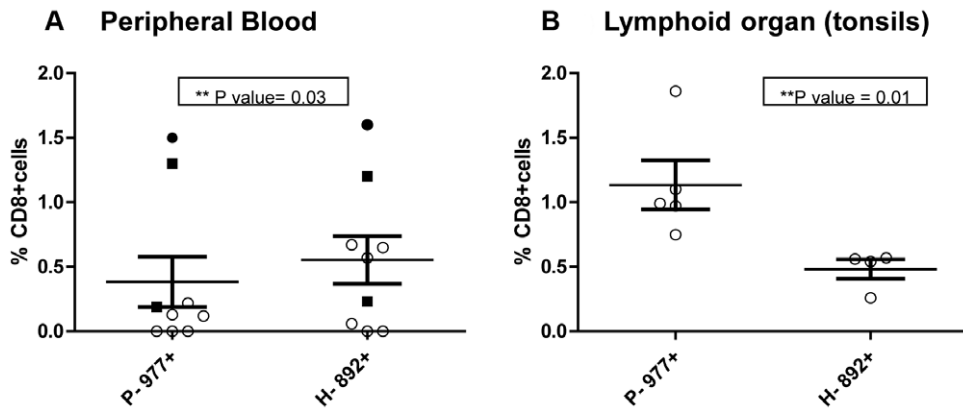 A Peripheral Blood
2.0
1.5
1.0
0.5
0.0
% CD8+cells
** P value= 0.03
P- 977+
H- 892+
B Lymphoid organ (tonsils)
2.0
1.5
1.0
0.5
0.0
% CD8+cells
**P value = 0.01
P- 977+
H- 892+